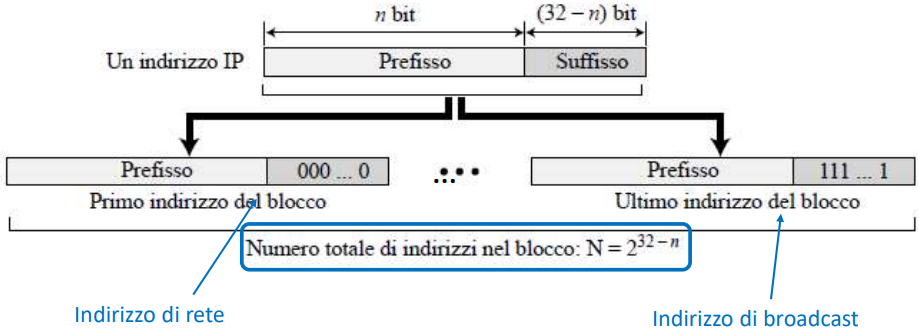 n bit (32 – n) bit
Un indirizzo IP Prefisso Suffisso
Prefisso 000 ... 0 ... Prefisso 111 ... 1
Primo indirizzo del blocco Ultimo indirizzo del blocco
Numero totale di indirizzi nel blocco: N = 2^{32 – n}
Indirizzo di rete Indirizzo di broadcast